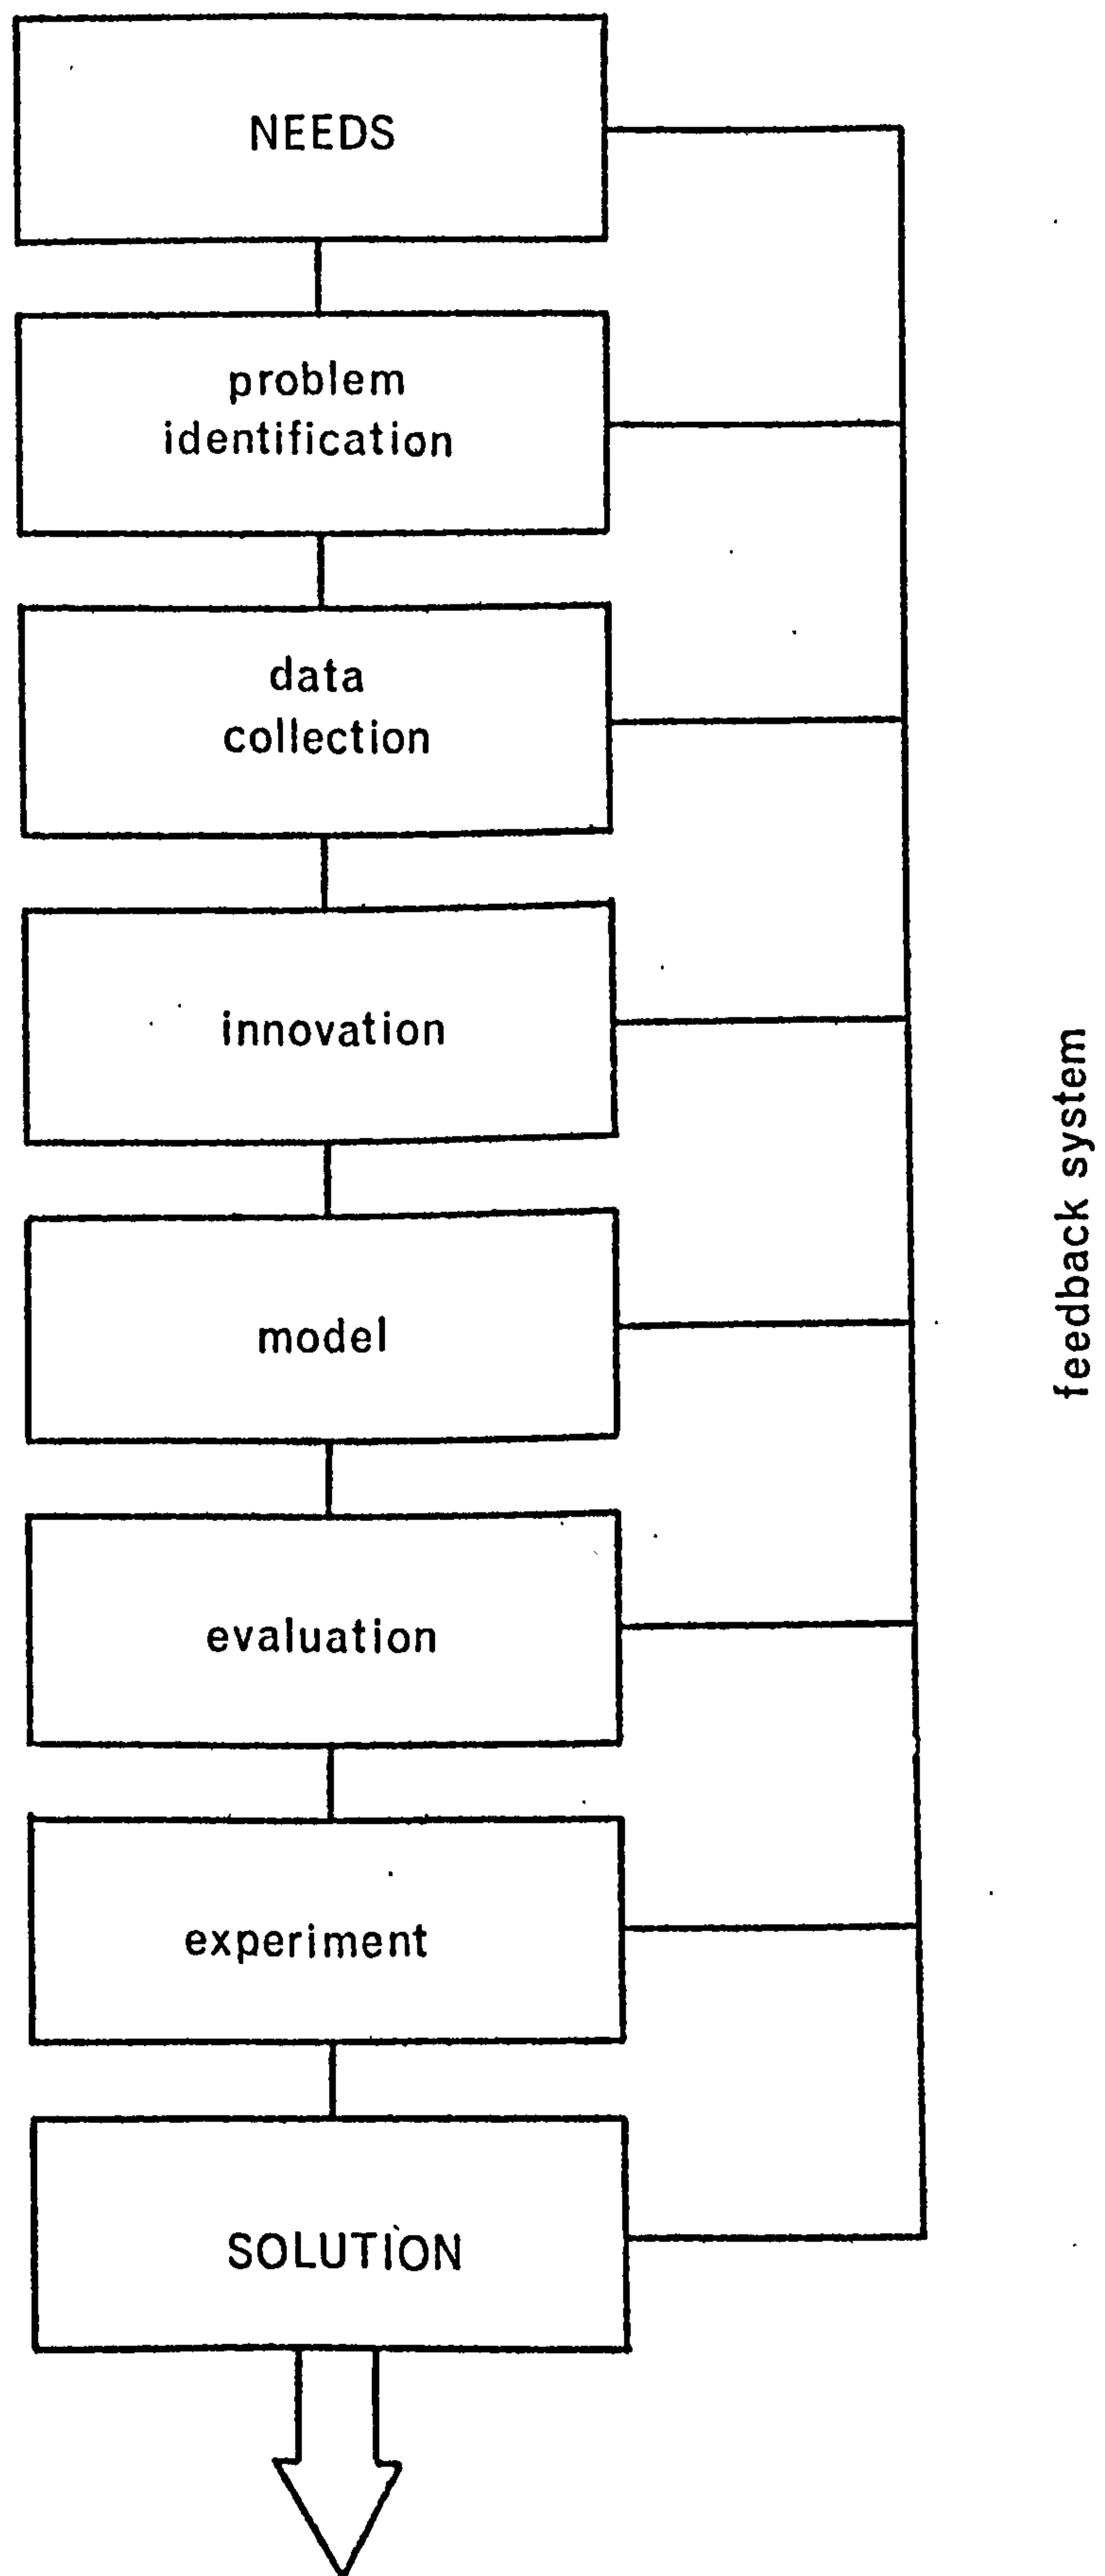 NEEDS
problem
identification
data
collection
innovation
model
evaluation
experiment
SOLUTION
feedback system